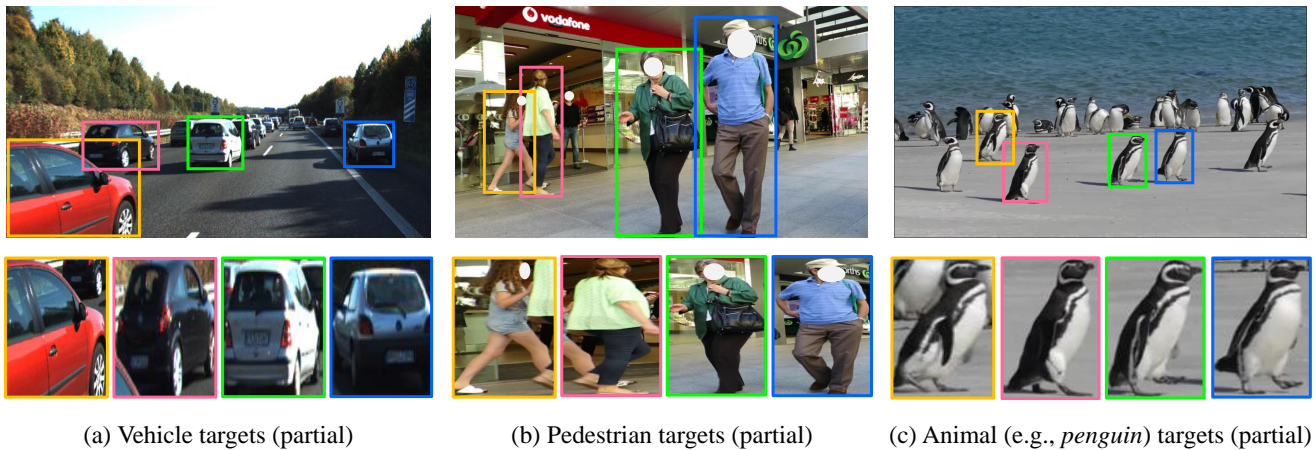 vodafone
(a) Vehicle targets (partial)
(b) Pedestrian targets (partial)
(c) Animal (e.g., penguin) targets (partial)